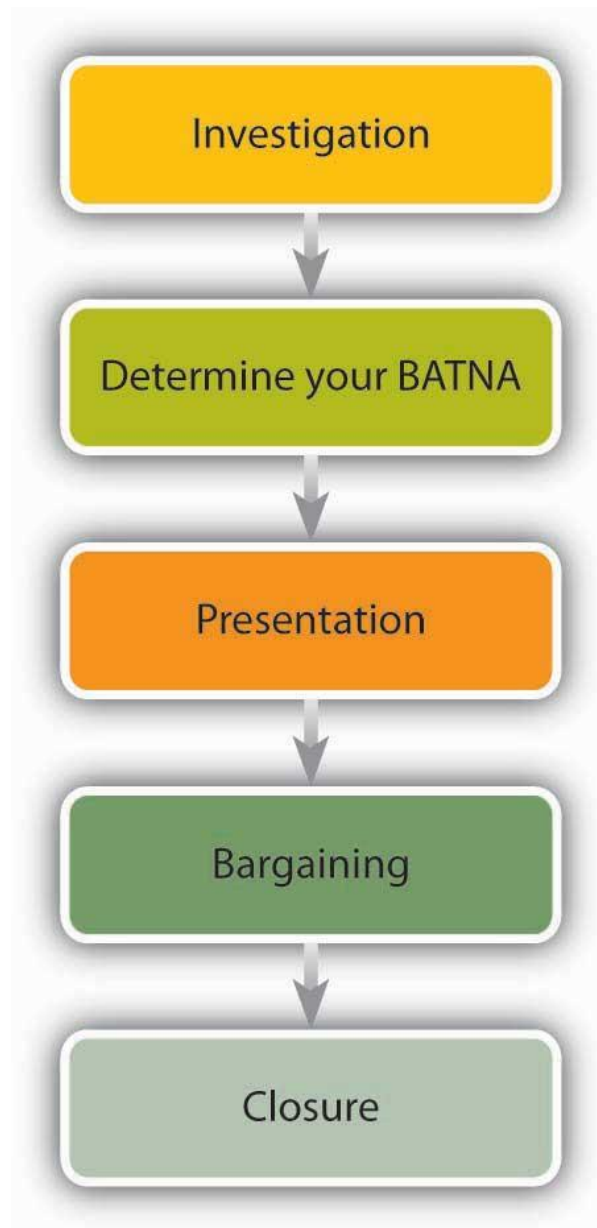 Investigation
Determine your BATNA
Presentation
Bargaining
Closure